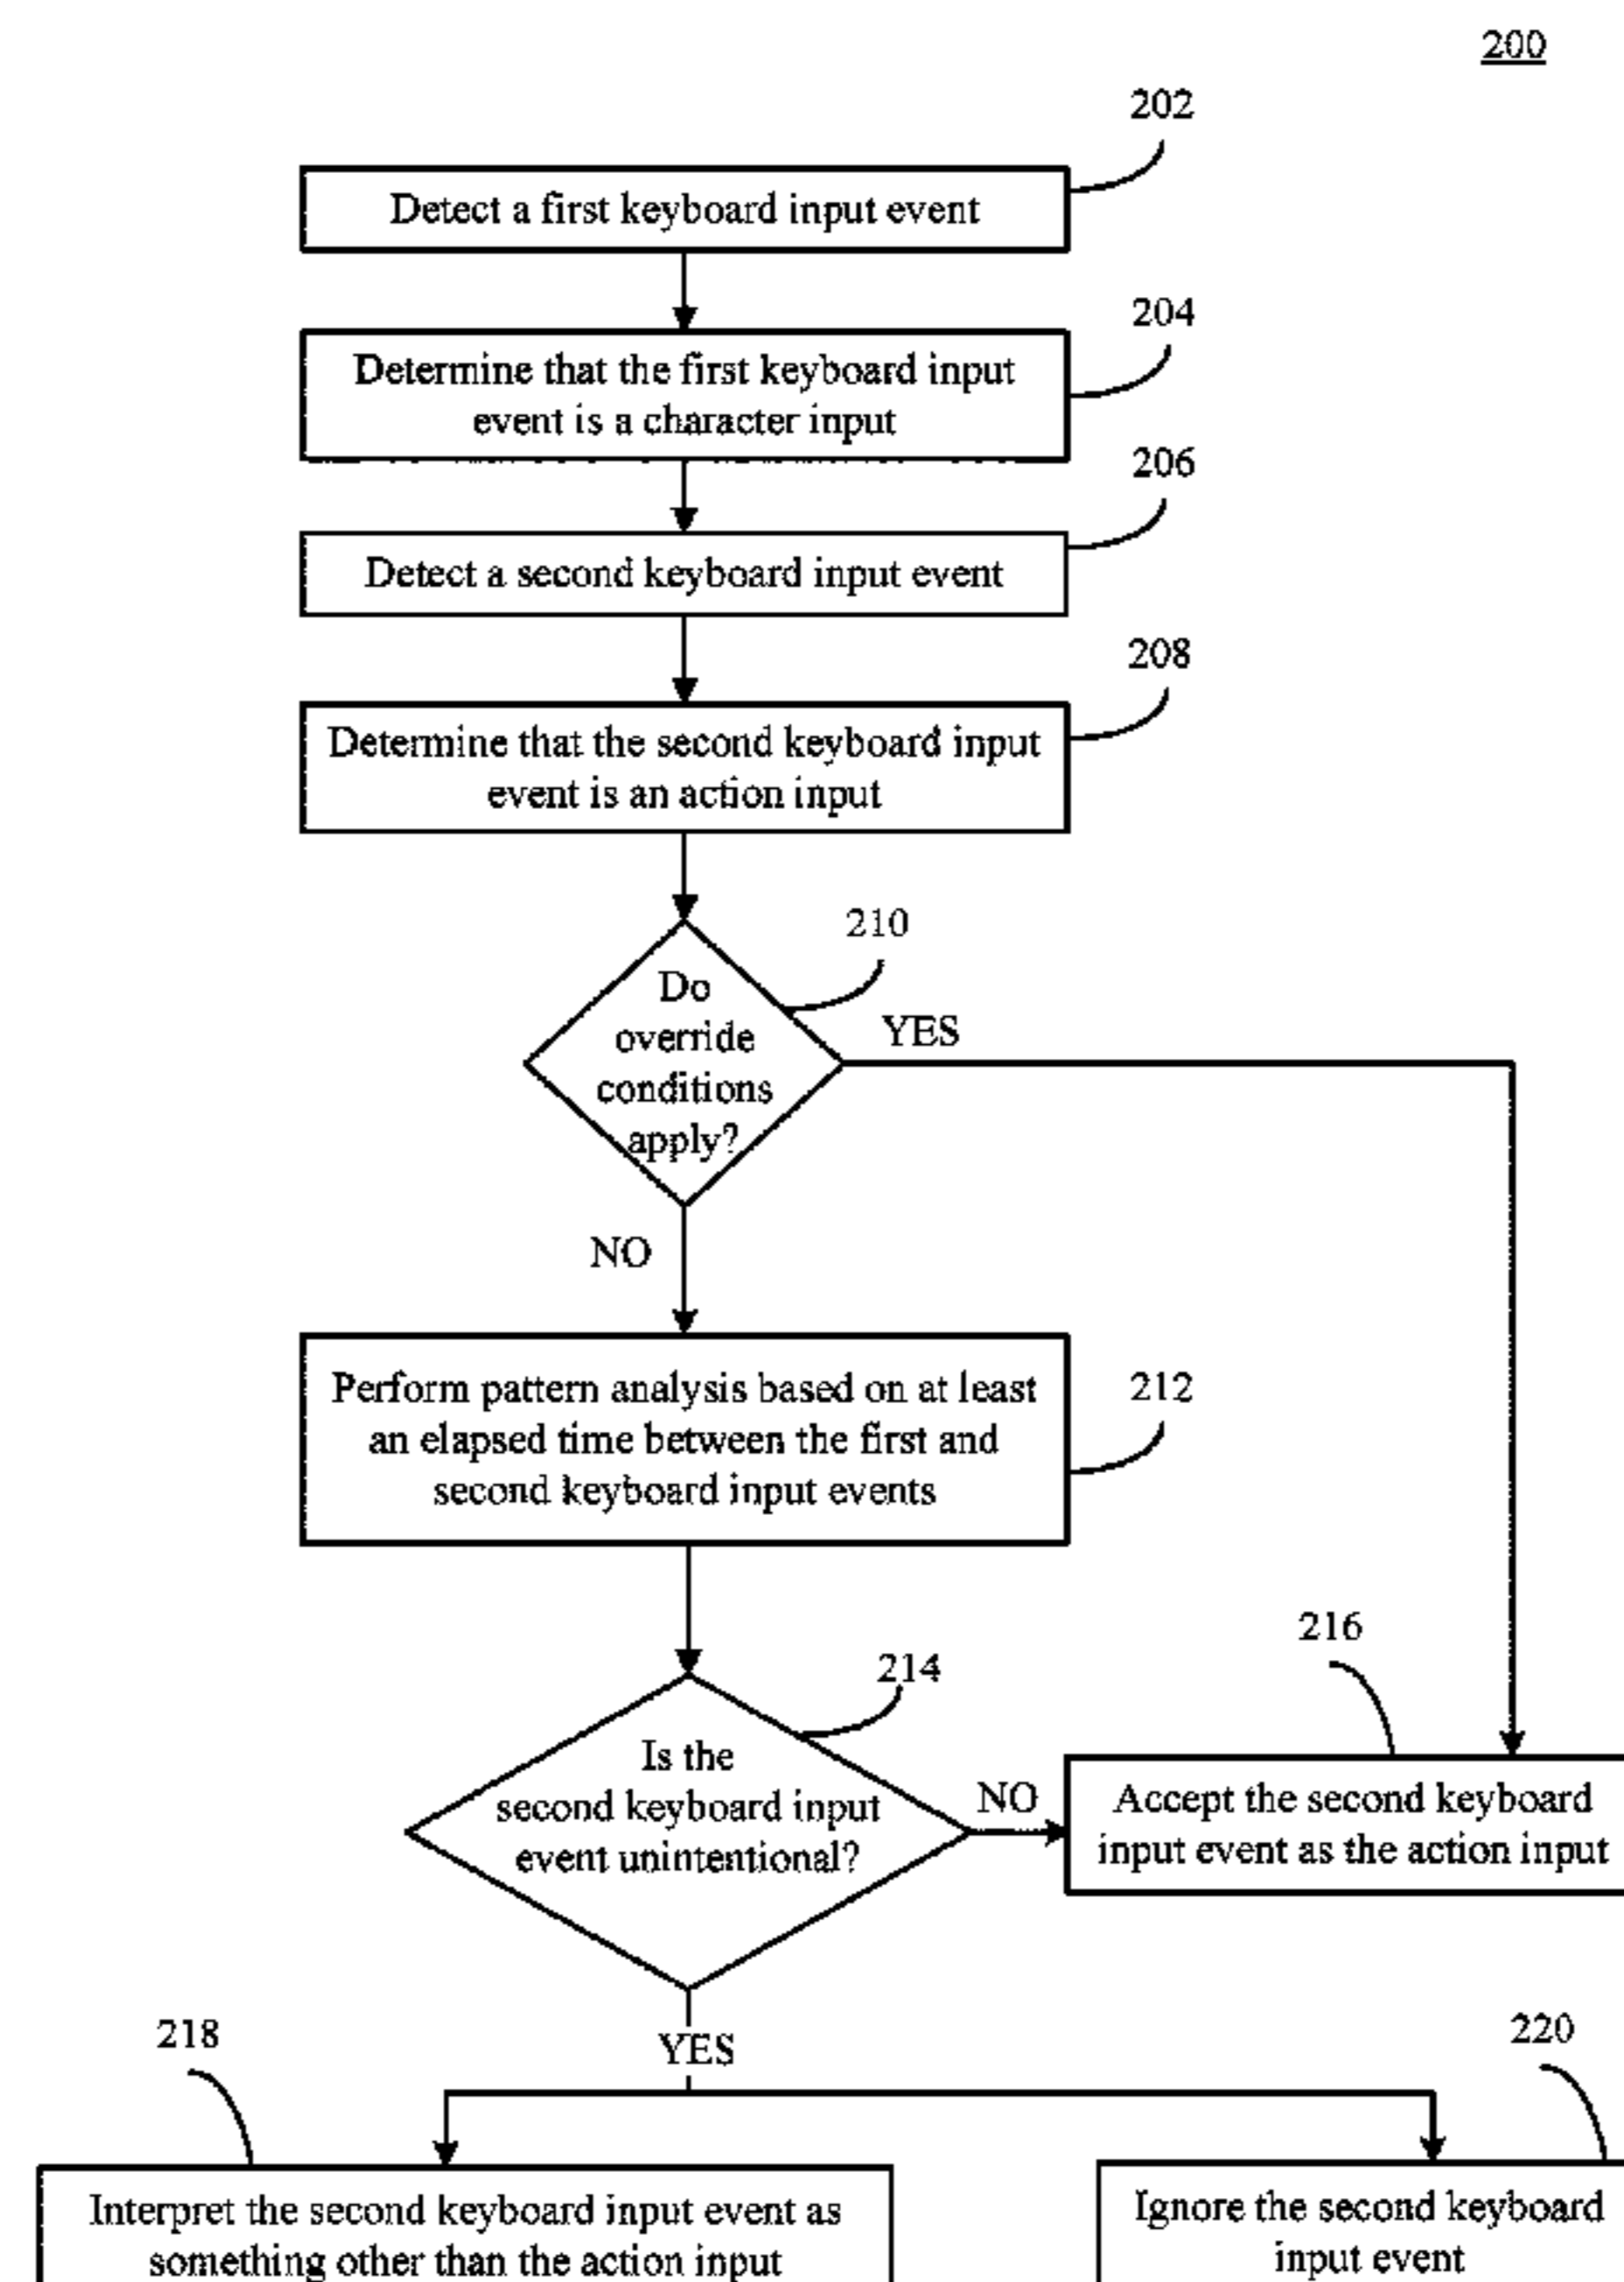 200
202
Detect a first keyboard input event
204
Determine that the first keyboard input
event is a character input
206
Detect a second keyboard input event
208
Determine that the second keyboard input
event is an action input
210
Do
override
conditions
apply?
YES
NO
Perform pattern analysis based on at least
an elapsed time between the first and
second keyboard input events
212
214
216
Is the
second keyboard input
event unintentional?
NO
Accept the second keyboard
input event as the action input
YES
218
220
Interpret the second keyboard input event as
something other than the action input
Ignore the second keyboard
input event